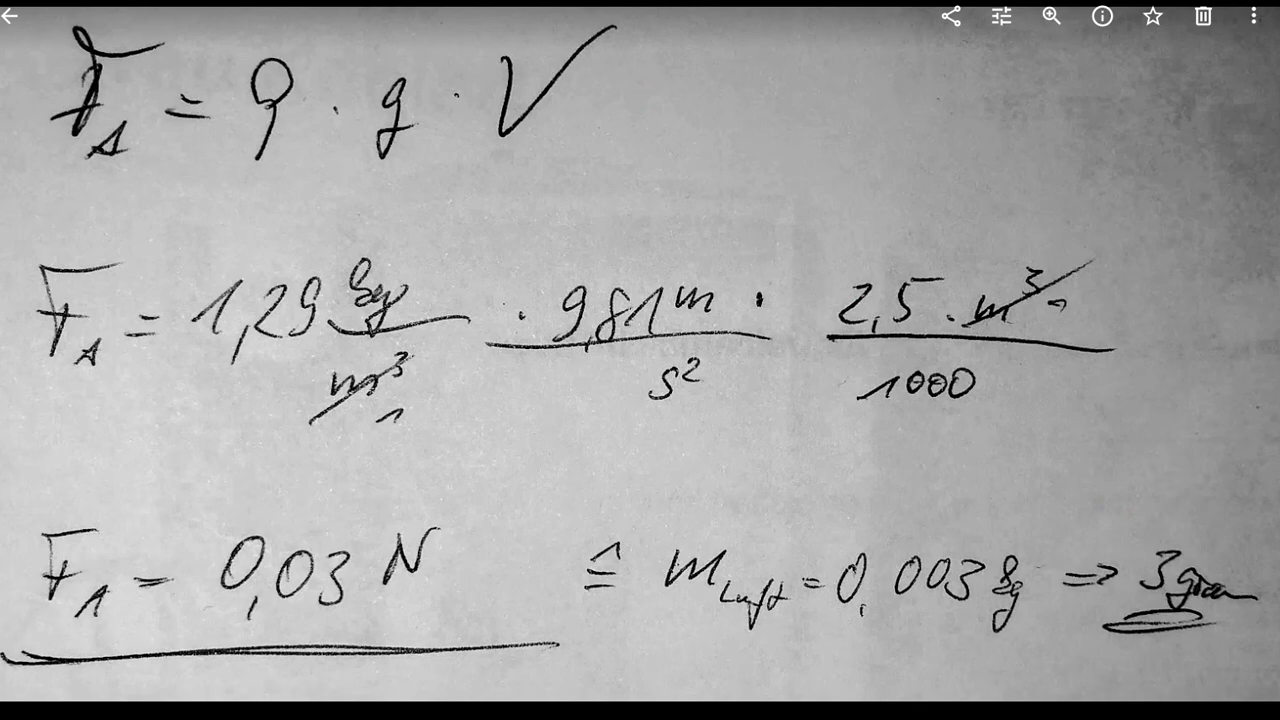 F_A = ρ · g · V
F_A = 1,29 kg/m³ · 9,81 m/s² · 2,5 · m³/1000
F_A = 0,03 N ≙ m_Luft = 0,003 kg => 3 gramm